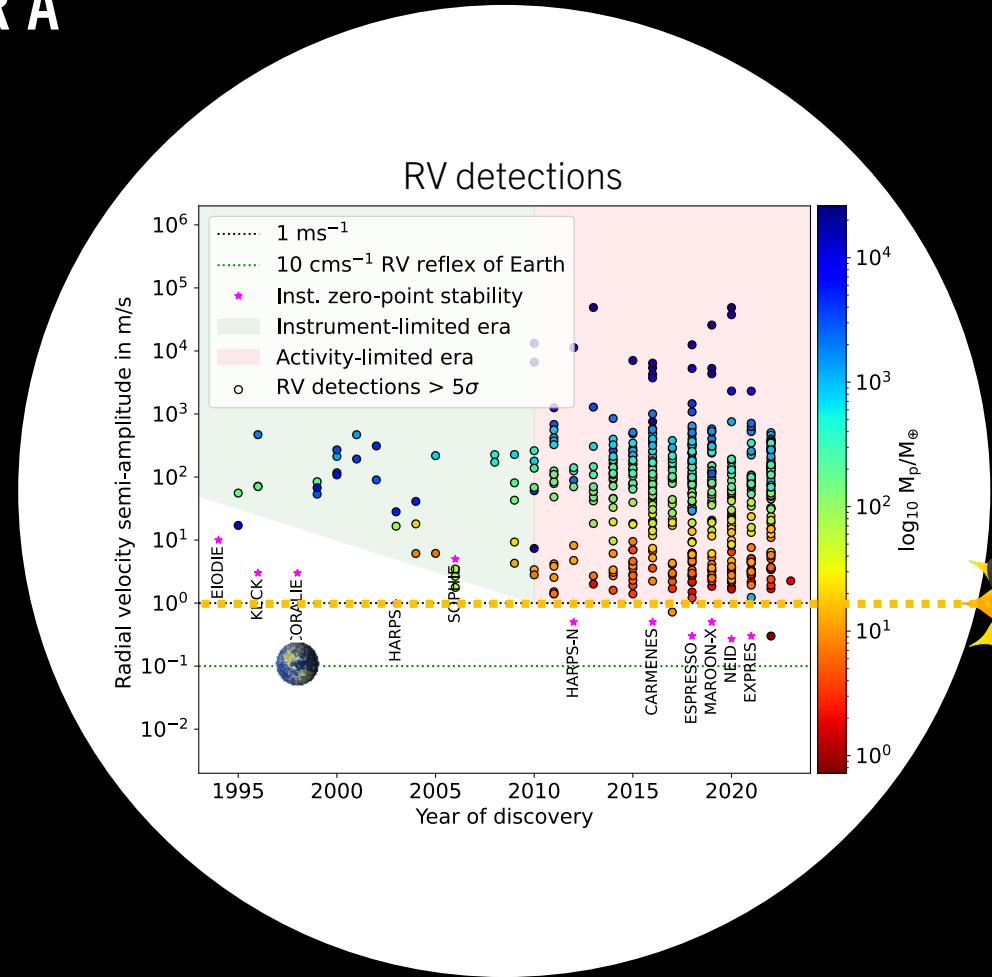 R A
RV detections
1 ms⁻¹
10 cms⁻¹ RV reflex of Earth
Inst. zero-point stability
Instrument-limited era
Activity-limited era
RV detections > 5σ
Radial velocity semi-amplitude in m/s
10⁶
10⁵
10⁴
10³
10²
10¹
10⁰
10⁻¹
10⁻²
EIODIE
KECK
CORALIE
HARPS
SOPHIE
HARPS-N
CARMENES
ESPRESSO
MAROON-X
NEID
EXPRES
1995 2000 2005 2010 2015 2020
Year of discovery
10⁴
10³
10²
10¹
10⁰
log₁₀ Mₚ/M⊕